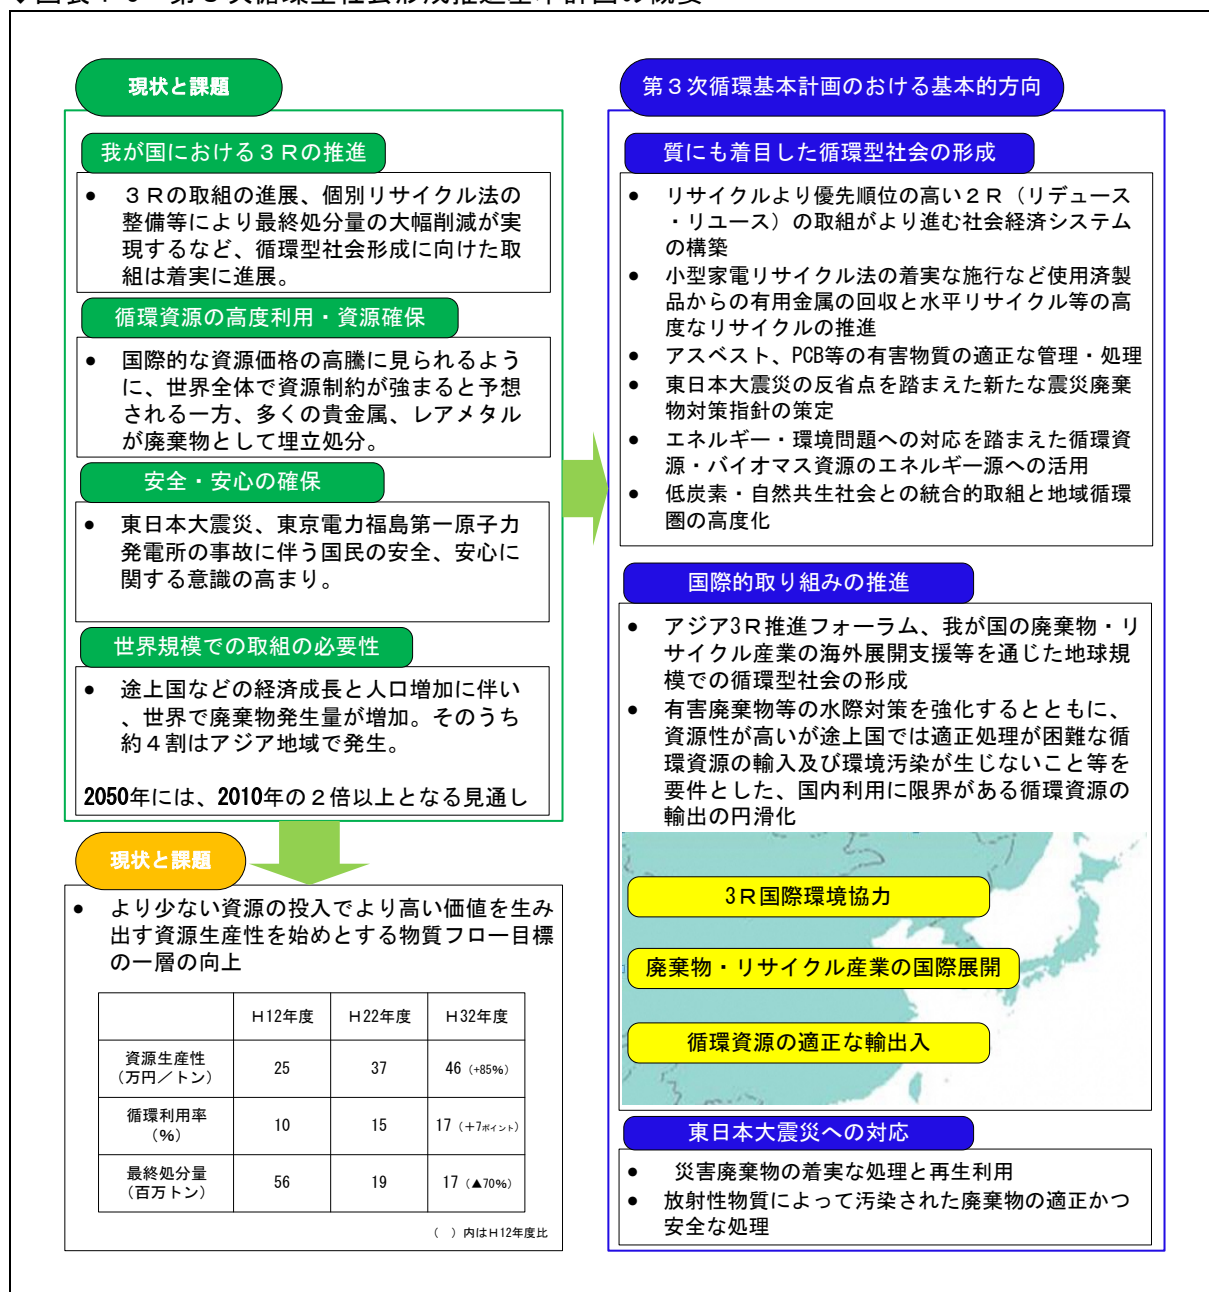 現状と課題
我が国における３Ｒの推進
● ３Ｒの取組の進展、個別リサイクル法の
整備等により最終処分量の大幅削減が実
現するなど、循環型社会形成に向けた取
組は着実に進展。
循環資源の高度利用・資源確保
● 国際的な資源価格の高騰に見られるよう
に、世界全体で資源制約が強まると予想
される一方、多くの貴金属、レアメタル
が廃棄物として埋立処分。
安全・安心の確保
● 東日本大震災、東京電力福島第一原子力
発電所の事故に伴う国民の安全、安心に
関する意識の高まり。
世界規模での取組の必要性
● 途上国などの経済成長と人口増加に伴い
、世界で廃棄物発生量が増加。そのうち
約４割はアジア地域で発生。
2050年には、2010年の２倍以上となる見通し
現状と課題
● より少ない資源の投入でより高い価値を生み
出す資源生産性を始めとする物質フロー目標
の一層の向上
Ｈ12年度 Ｈ22年度 Ｈ32年度
資源生産性
（万円／トン） 25 37 46（+85%）
循環利用率
（%） 10 15 17（＋7ポイント）
最終処分量
（百万トン） 56 19 17（▲70%）
（　）内はＨ12年度比
第３次循環基本計画のおける基本的方向
質にも着目した循環型社会の形成
● リサイクルより優先順位の高い２Ｒ（リデュース
・リユース）の取組がより進む社会経済システム
の構築
● 小型家電リサイクル法の着実な施行など使用済製
品からの有用金属の回収と水平リサイクル等の高
度なリサイクルの推進
● アスベスト、PCB等の有害物質の適正な管理・処理
● 東日本大震災の反省点を踏まえた新たな震災廃棄
物対策指針の策定
● エネルギー・環境問題への対応を踏まえた循環資
源・バイオマス資源のエネルギー源への活用
● 低炭素・自然共生社会との統合的取組と地域循環
圏の高度化
国際的取り組みの推進
● アジア3Ｒ推進フォーラム、我が国の廃棄物・リ
サイクル産業の海外展開支援等を通じた地球規
模での循環型社会の形成
● 有害廃棄物等の水際対策を強化するとともに、
資源性が高いが途上国では適正処理が困難な循
環資源の輸入及び環境汚染が生じないこと等を
要件とした、国内利用に限界がある循環資源の
輸出の円滑化
3Ｒ国際環境協力
廃棄物・リサイクル産業の国際展開
循環資源の適正な輸出入
東日本大震災への対応
● 災害廃棄物の着実な処理と再生利用
● 放射性物質によって汚染された廃棄物の適正かつ
安全な処理